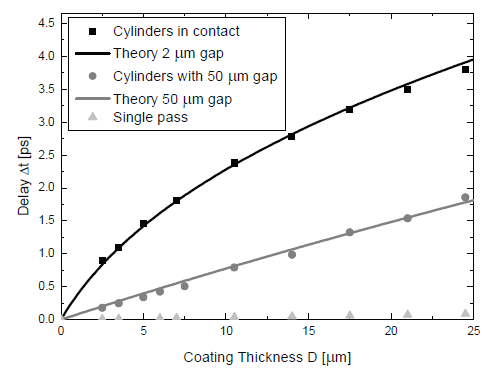 Cylinders in contact
Theory 2 μm gap
Cylinders with 50 μm gap
Theory 50 μm gap
Single pass
4.5
4.0
3.5
3.0
2.5
2.0
1.5
1.0
0.5
0.0
Delay Δt [ps]
0 5 10 15 20 25
Coating Thickness D [μm]